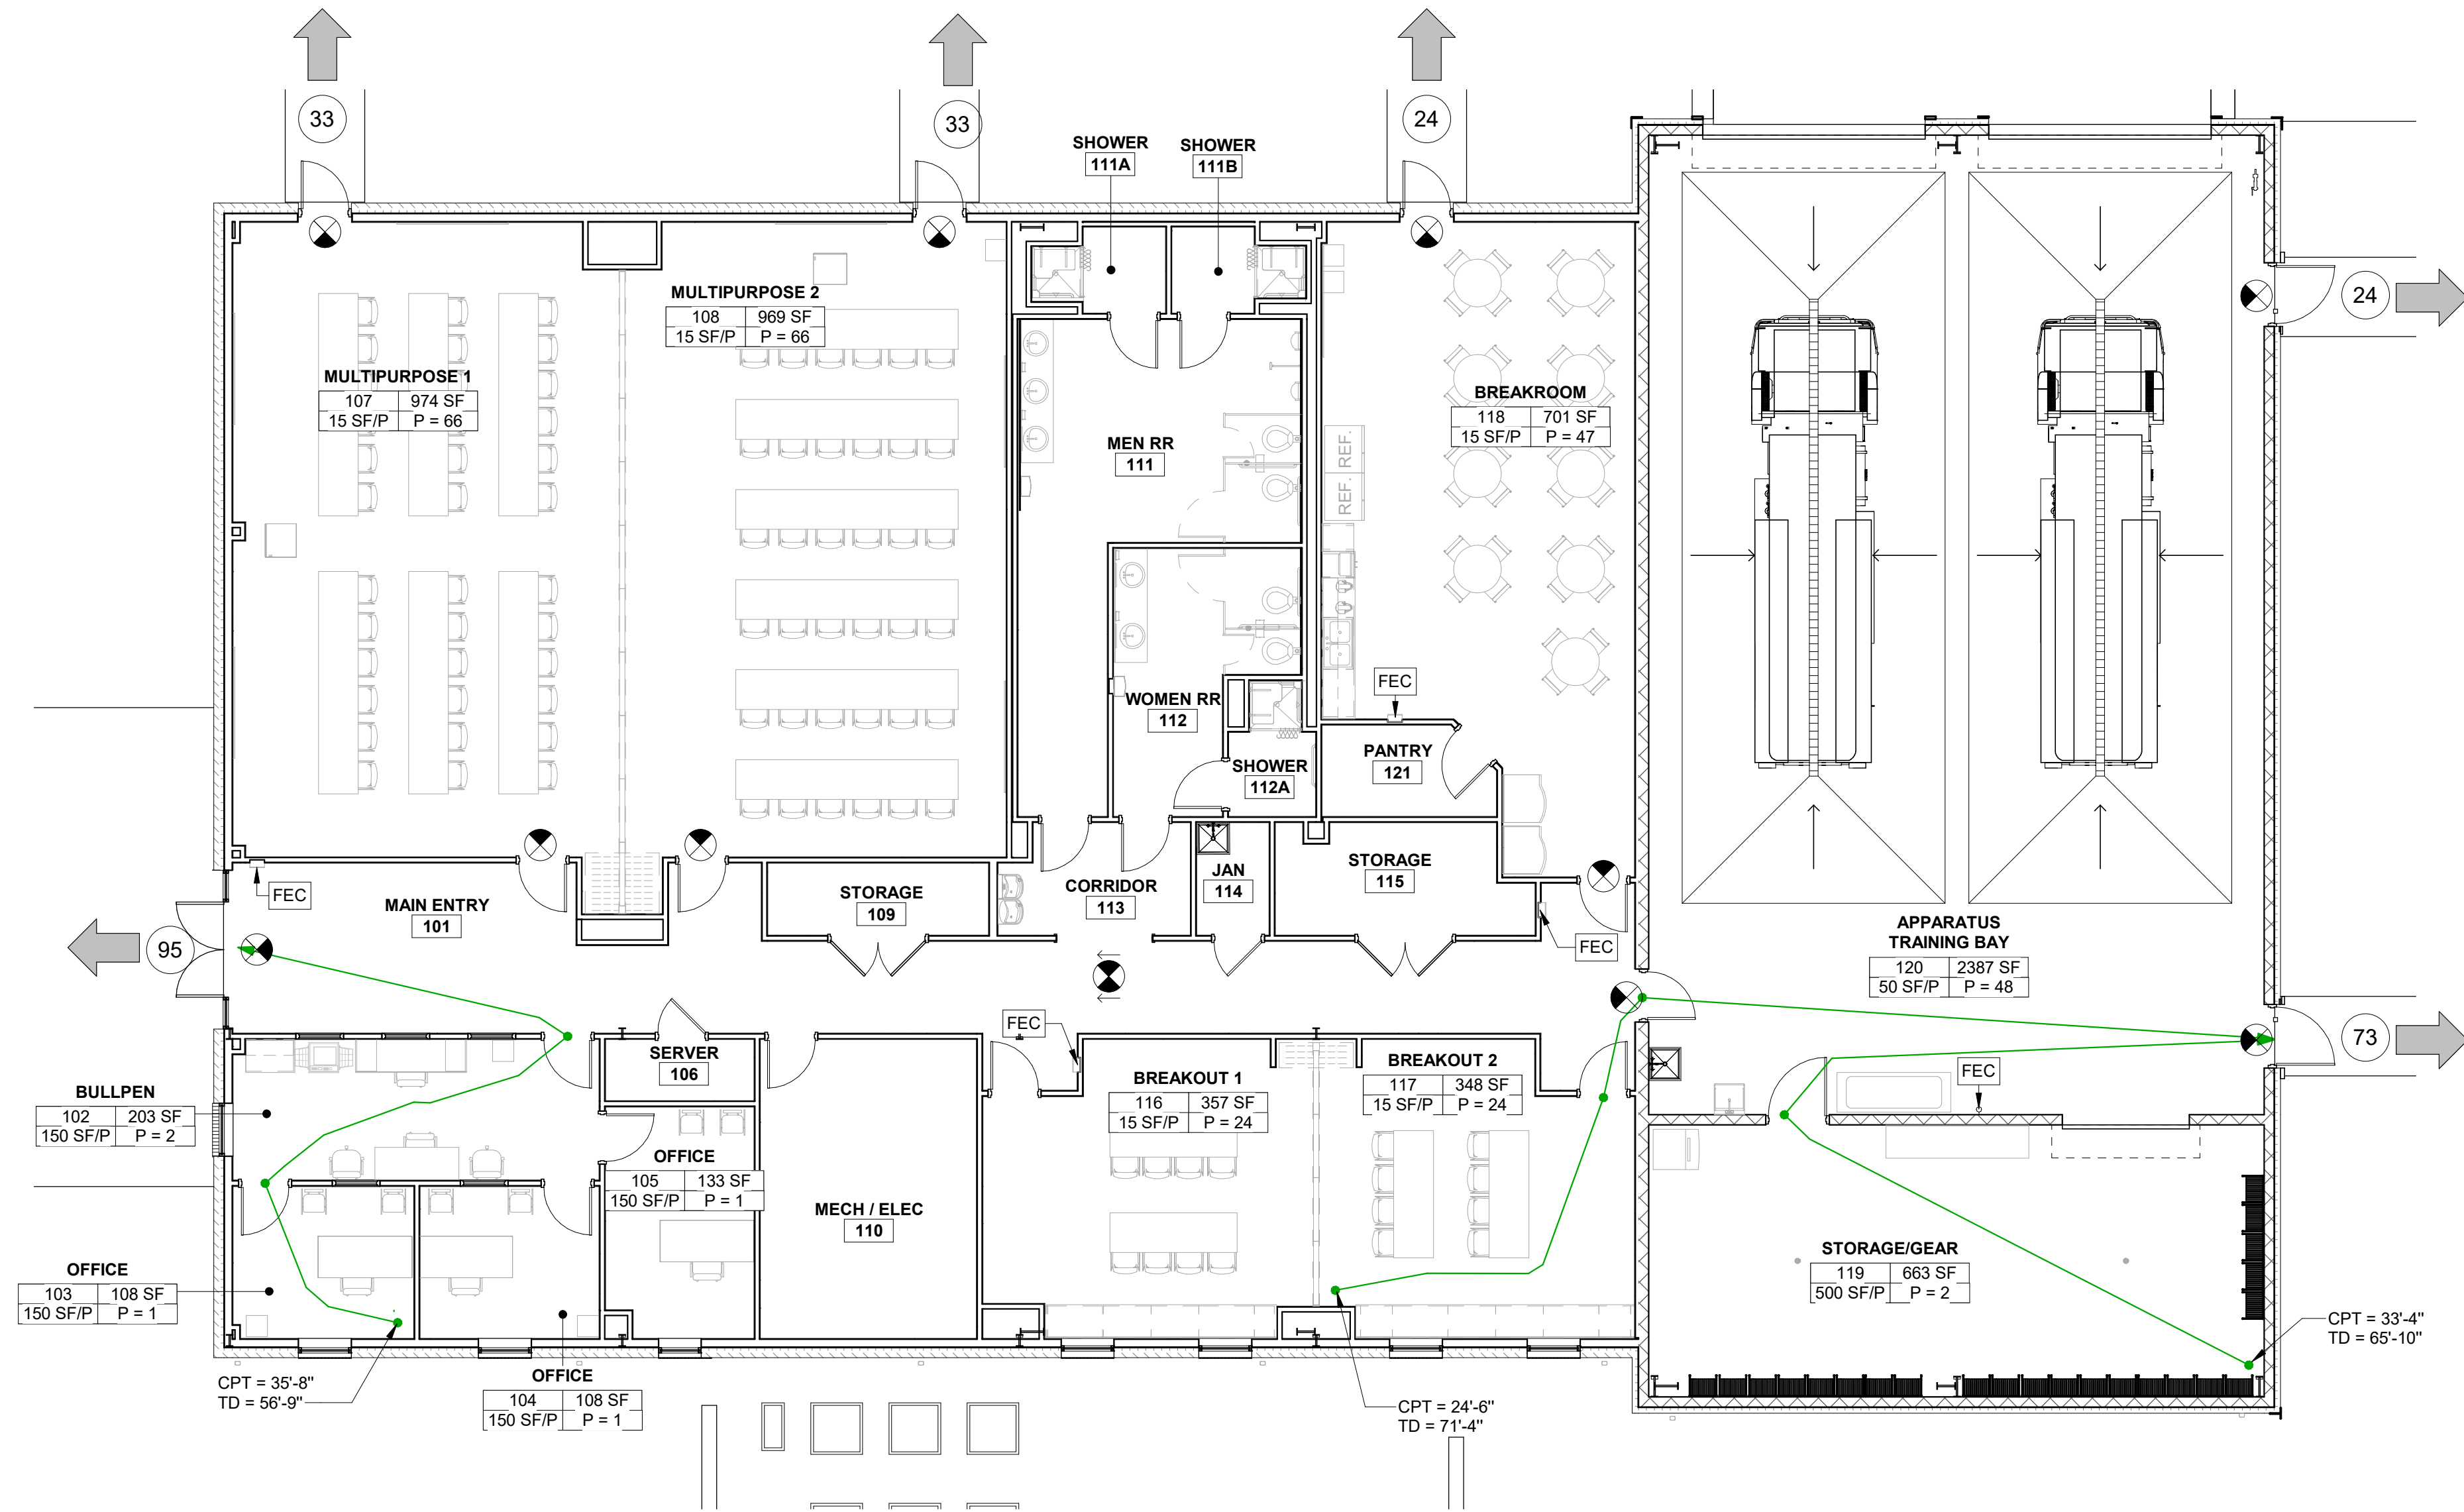 33
33
24
SHOWER
111A
SHOWER
111B
MULTIPURPOSE 2
108 969 SF
15 SF/P P = 66
24
MULTIPURPOSE 1
107 974 SF
15 SF/P P = 66
BREAKROOM
118 701 SF
15 SF/P P = 47
MEN RR
111
REF. REF.
FEC
WOMEN RR
112
PANTRY
121
SHOWER
112A
FEC
MAIN ENTRY
101
STORAGE
109
CORRIDOR
113
JAN
114
STORAGE
115
FEC
95
APPARATUS
TRAINING BAY
120 2387 SF
50 SF/P P = 48
FEC
73
SERVER
106
BULLPEN
102 203 SF
150 SF/P P = 2
BREAKOUT 1
116 357 SF
15 SF/P P = 24
BREAKOUT 2
117 348 SF
15 SF/P P = 24
FEC
OFFICE
105 133 SF
150 SF/P P = 1
MECH / ELEC
110
OFFICE
103 108 SF
150 SF/P P = 1
STORAGE/GEAR
119 663 SF
500 SF/P P = 2
CPT = 33'-4"
TD = 65'-10"
CPT = 35'-8"
TD = 56'-9"
OFFICE
104 108 SF
150 SF/P P = 1
CPT = 24'-6"
TD = 71'-4"